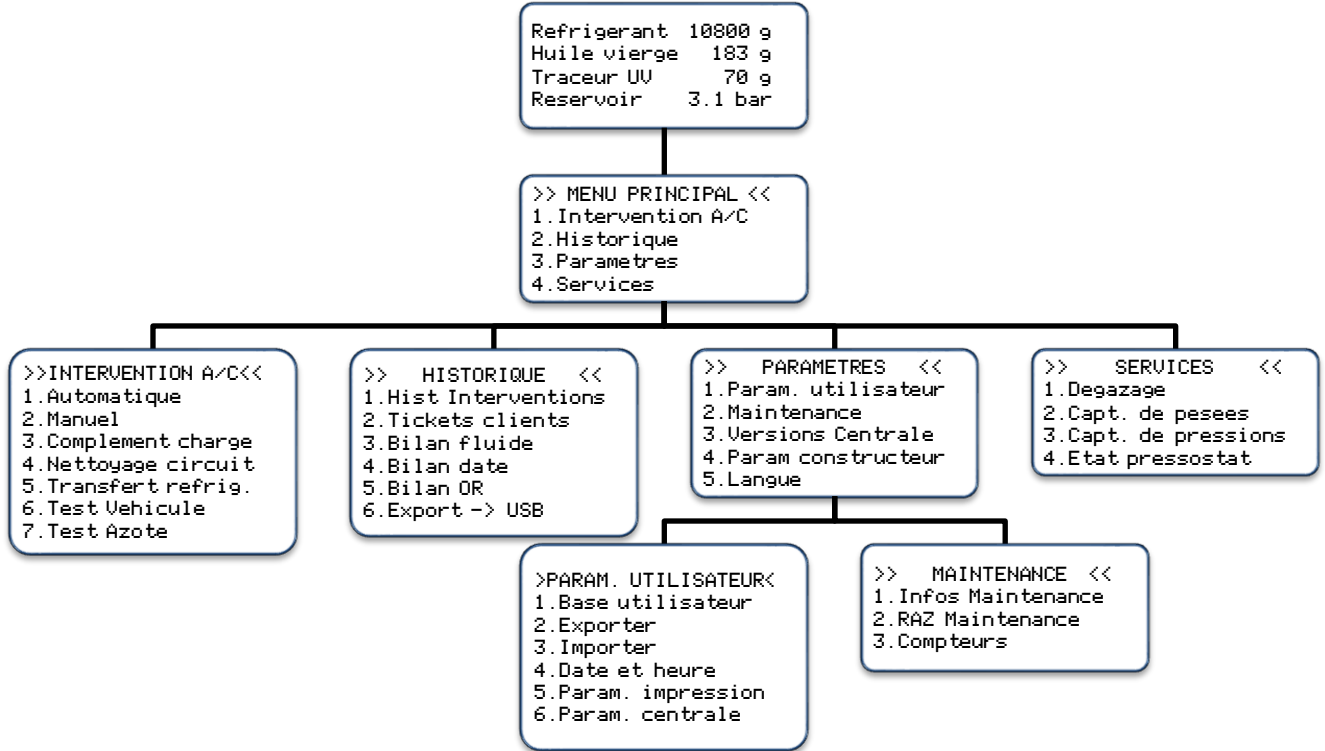 Refrigerant 10800 g
Huile vierge 183 g
Traceur UV 70 g
Reservoir 3.1 bar
>> MENU PRINCIPAL <<
1.Intervention A/C
2.Historique
3.Parametres
4.Services
>>INTERVENTION A/C<<
1.Automatique
2.Manuel
3.Complement charge
4.Nettoyage circuit
5.Transfert refrig.
6.Test Vehicule
7.Test Azote
>> HISTORIQUE <<
1.Hist Interventions
2.Tickets clients
3.Bilan fluide
4.Bilan date
5.Bilan OR
6.Export -> USB
>> PARAMETRES <<
1.Param. utilisateur
2.Maintenance
3.Versions Centrale
4.Param constructeur
5.Langue
>> SERVICES <<
1.Degazage
2.Capt. de pesees
3.Capt. de pressions
4.Etat pressostat
>PARAM. UTILISATEUR<
1.Base utilisateur
2.Exporter
3.Importer
4.Date et heure
5.Param. impression
6.Param. centrale
>> MAINTENANCE <<
1.Infos Maintenance
2.RAZ Maintenance
3.Compteurs